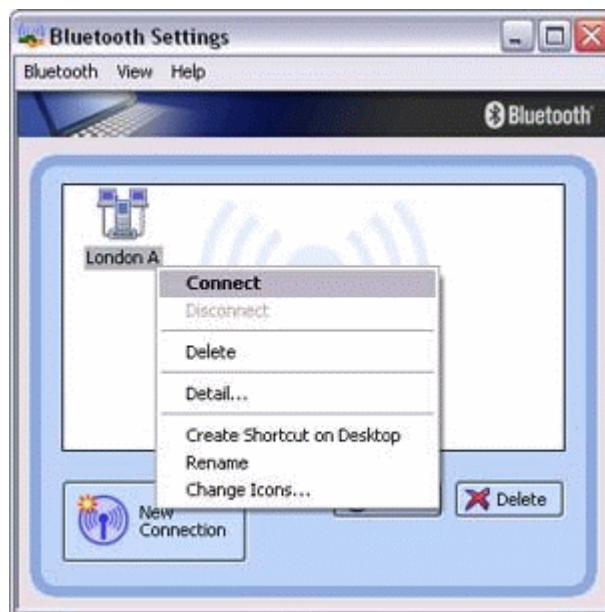 Bluetooth Settings
Bluetooth View Help
Bluetooth
London A
Connect
Disconnect
Delete
Detail...
Create Shortcut on Desktop
Rename
Change Icons...
New
Connection
Delete